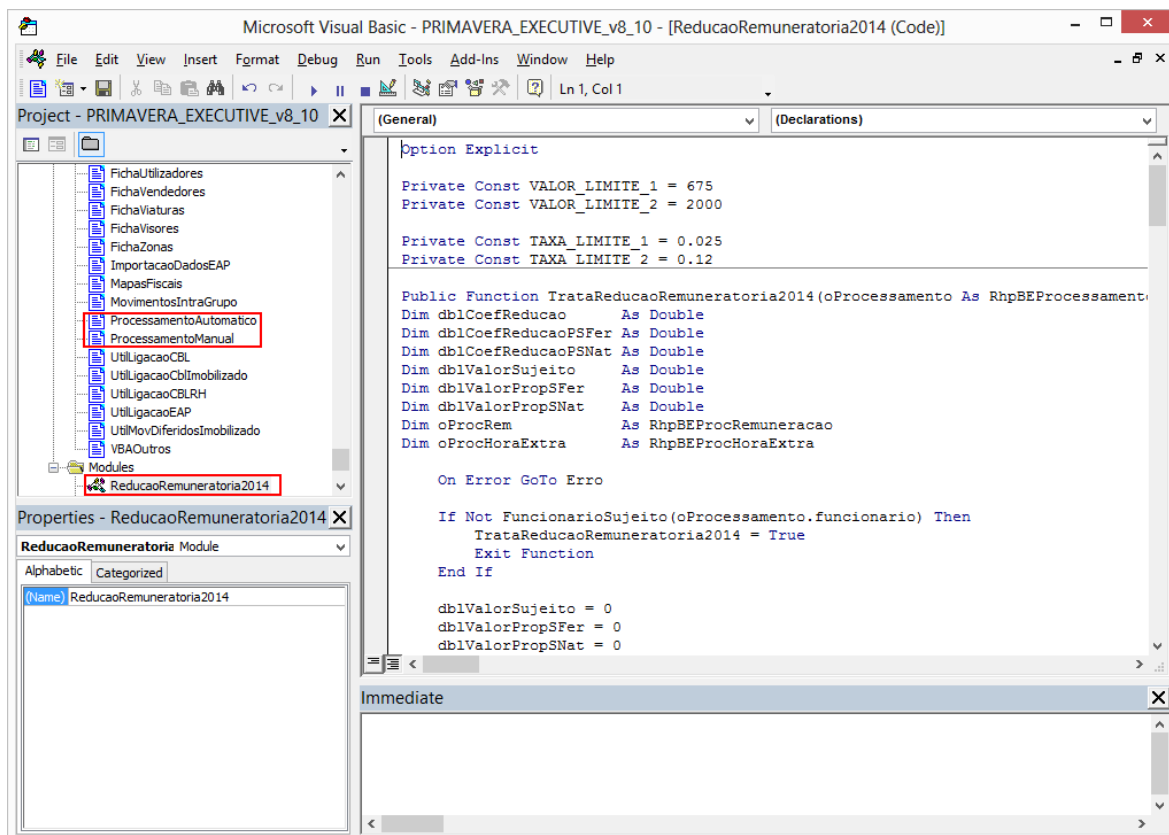 Microsoft Visual Basic - PRIMAVERA_EXECUTIVE_v8_10 - [ReducaoRemuneratoria2014 (Code)]
File Edit View Insert Format Debug Run Tools Add-Ins Window Help
Ln 1, Col 1
Project - PRIMAVERA_EXECUTIVE_v8_10
FichaUtilizadores
FichaVendedores
FichaViaturas
FichaVisores
FichaZonas
ImportacaoDadosEAP
MapasFiscais
MovimentosIntraGrupo
ProcessamentoAutomatico
ProcessamentoManual
UtilLigacaoCBL
UtilLigacaoCblImobilizado
UtilLigacaoCBLRH
UtilLigacaoEAP
UtilMovDiferidosImobilizado
VBAOutros
Modules
ReducaoRemuneratoria2014
Properties - ReducaoRemuneratoria2014
ReducaoRemuneratoria Module
Alphabetic Categorized
(Name) ReducaoRemuneratoria2014
(General) (Declarations)
Option Explicit
Private Const VALOR_LIMITE_1 = 675
Private Const VALOR_LIMITE_2 = 2000
Private Const TAXA_LIMITE_1 = 0.025
Private Const TAXA_LIMITE_2 = 0.12
Public Function TrataReducaoRemuneratoria2014(oProcessamento As RhpBEProcessament
Dim dblCoefReducao As Double
Dim dblCoefReducaoPSFer As Double
Dim dblCoefReducaoPSNat As Double
Dim dblValorSujeito As Double
Dim dblValorPropSFer As Double
Dim dblValorPropSNat As Double
Dim oProcRem As RhpBEProcRemuneracao
Dim oProcHoraExtra As RhpBEProcHoraExtra
On Error GoTo Erro
If Not FuncionarioSujeito(oProcessamento.funcionario) Then
TrataReducaoRemuneratoria2014 = True
Exit Function
End If
dblValorSujeito = 0
dblValorPropSFer = 0
dblValorPropSNat = 0
Immediate